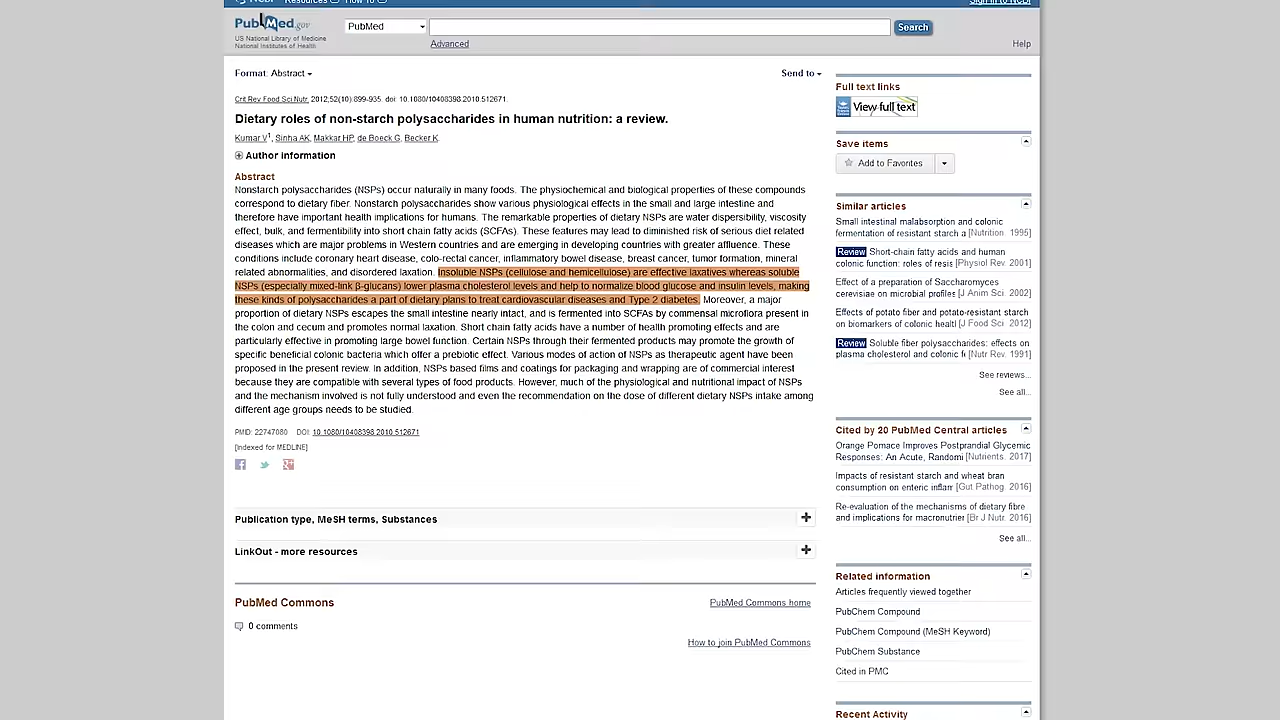 Resources How To
Sign in to NCBI
PubMed.gov
US National Library of Medicine
National Institutes of Health
PubMed
Search
Advanced
Help
Format: Abstract
Send to
Crit Rev Food Sci Nutr. 2012;52(10):899-935. doi: 10.1080/10408398.2010.512671.
Dietary roles of non-starch polysaccharides in human nutrition: a review.
Kumar V1, Sinha AK, Makkar HP, de Boeck G, Becker K.
Author information
Abstract
Nonstarch polysaccharides (NSPs) occur naturally in many foods. The physiochemical and biological properties of these compounds
correspond to dietary fiber. Nonstarch polysaccharides show various physiological effects in the small and large intestine and
therefore have important health implications for humans. The remarkable properties of dietary NSPs are water dispersibility, viscosity
effect, bulk, and fermentibility into short chain fatty acids (SCFAs). These features may lead to diminished risk of serious diet related
diseases which are major problems in Western countries and are emerging in developing countries with greater affluence. These
conditions include coronary heart disease, colo-rectal cancer, inflammatory bowel disease, breast cancer, tumor formation, mineral
related abnormalities, and disordered laxation. Insoluble NSPs (cellulose and hemicellulose) are effective laxatives whereas soluble
NSPs (especially mixed-link β-glucans) lower plasma cholesterol levels and help to normalize blood glucose and insulin levels, making
these kinds of polysaccharides a part of dietary plans to treat cardiovascular diseases and Type 2 diabetes. Moreover, a major
proportion of dietary NSPs escapes the small intestine nearly intact, and is fermented into SCFAs by commensal microflora present in
the colon and cecum and promotes normal laxation. Short chain fatty acids have a number of health promoting effects and are
particularly effective in promoting large bowel function. Certain NSPs through their fermented products may promote the growth of
specific beneficial colonic bacteria which offer a prebiotic effect. Various modes of action of NSPs as therapeutic agent have been
proposed in the present review. In addition, NSPs based films and coatings for packaging and wrapping are of commercial interest
because they are compatible with several types of food products. However, much of the physiological and nutritional impact of NSPs
and the mechanism involved is not fully understood and even the recommendation on the dose of different dietary NSPs intake among
different age groups needs to be studied.
PMID: 22747080 DOI: 10.1080/10408398.2010.512671
[Indexed for MEDLINE]
Publication type, MeSH terms, Substances
LinkOut - more resources
PubMed Commons
PubMed Commons home
0 comments
How to join PubMed Commons
Full text links
View full text
Save items
Add to Favorites
Similar articles
Small intestinal malabsorption and colonic
fermentation of resistant starch a [Nutrition. 1995]
Review Short-chain fatty acids and human
colonic function: roles of resis [Physiol Rev. 2001]
Effect of a preparation of Saccharomyces
cerevisiae on microbial profiles [J Anim Sci. 2002]
Effects of potato fiber and potato-resistant starch
on biomarkers of colonic healtl [J Food Sci. 2012]
Review Soluble fiber polysaccharides: effects on
plasma cholesterol and colonic f [Nutr Rev. 1991]
See reviews...
See all...
Cited by 20 PubMed Central articles
Orange Pomace Improves Postprandial Glycemic
Responses: An Acute, Randomi [Nutrients. 2017]
Impacts of resistant starch and wheat bran
consumption on enteric inflam [Gut Pathog. 2016]
Re-evaluation of the mechanisms of dietary fibre
and implications for macronutrier [Br J Nutr. 2016]
See all...
Related information
Articles frequently viewed together
PubChem Compound
PubChem Compound (MeSH Keyword)
PubChem Substance
Cited in PMC
Recent Activity